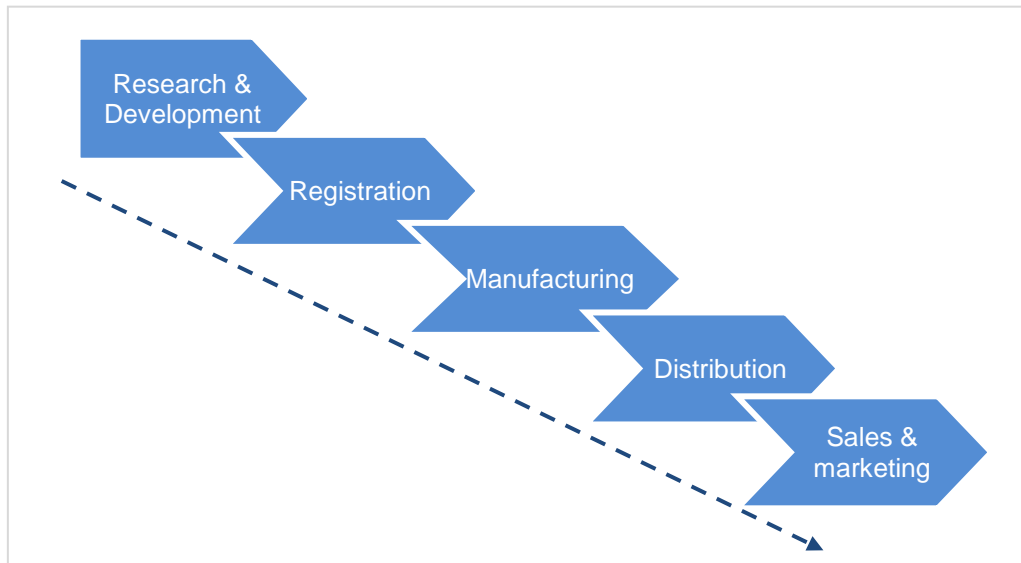 Research &
Development
Registration
Manufacturing
Distribution
Sales &
marketing